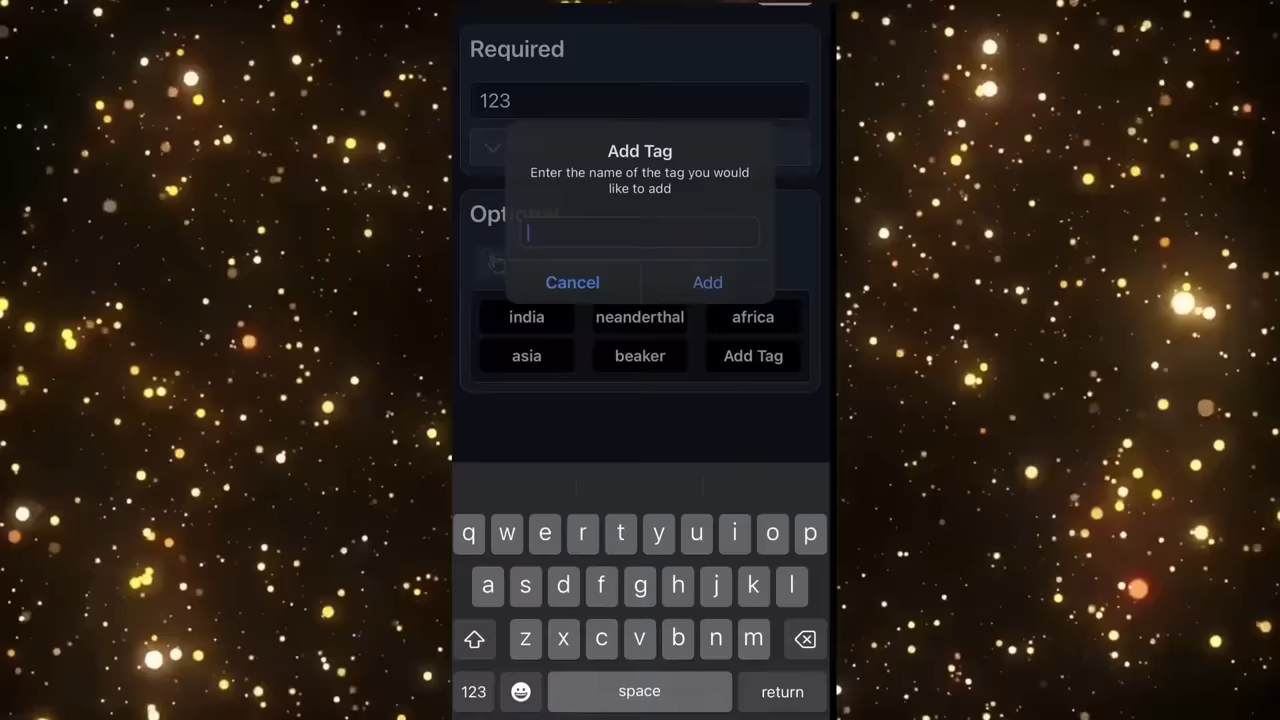 Required
123
Add Tag
Enter the name of the tag you would
like to add
Optional
Cancel Add
india neanderthal africa
asia beaker Add Tag
q w e r t y u i o p
a s d f g h j k l
z x c v b n m
123 space return